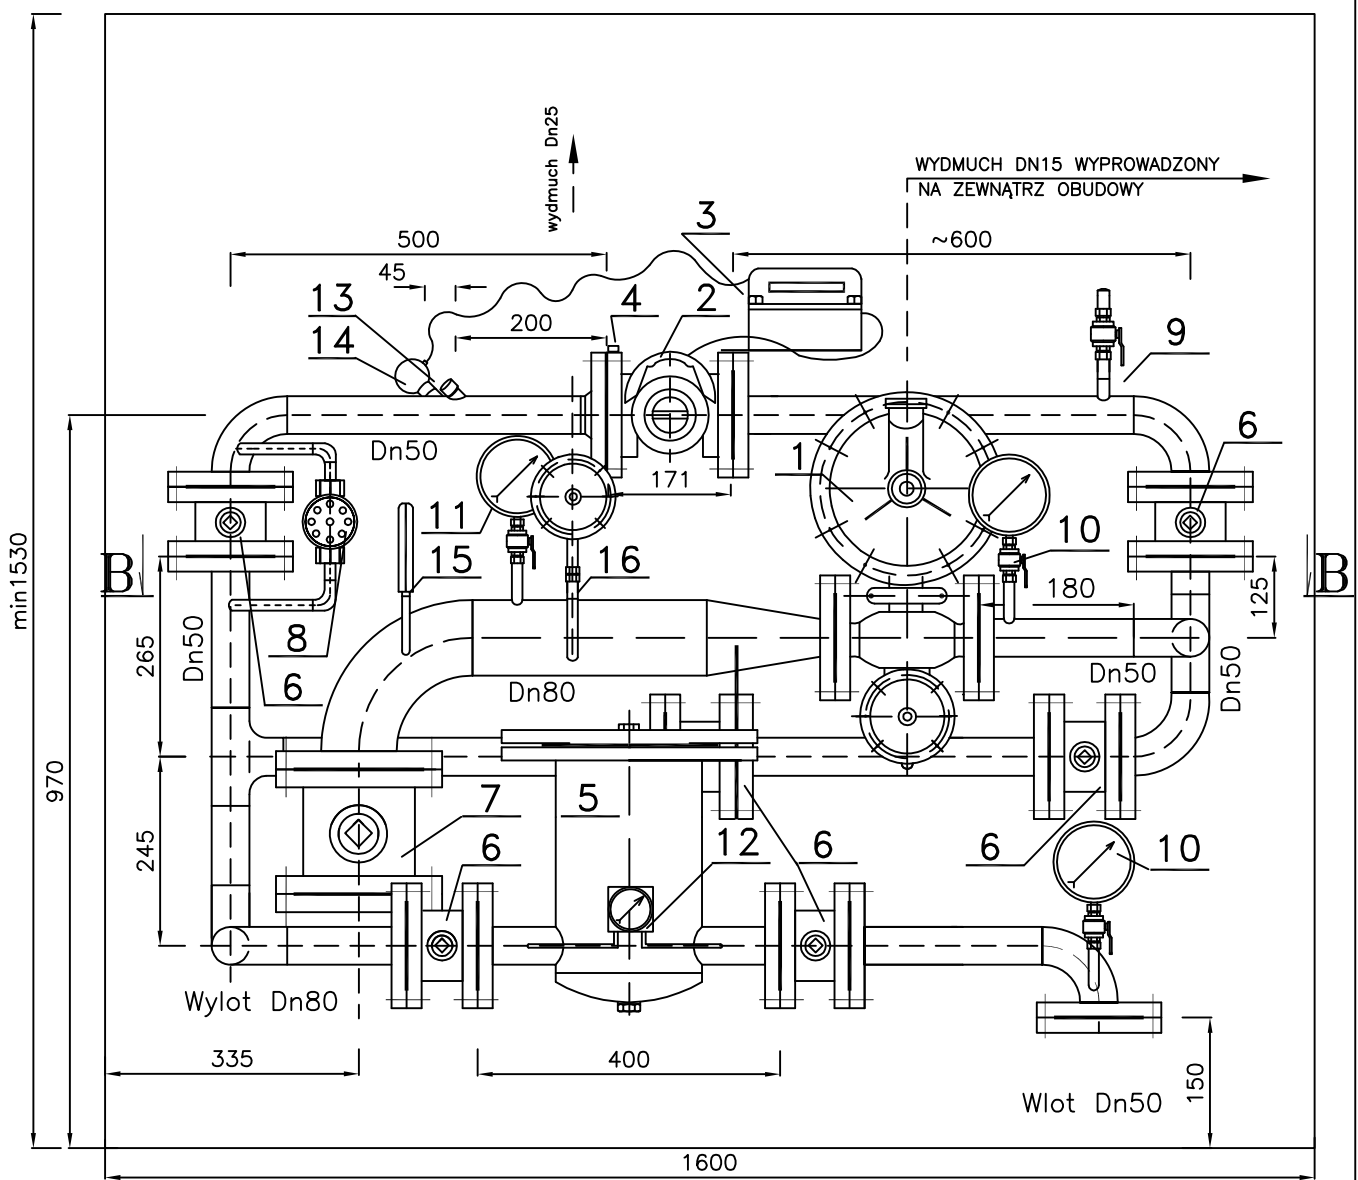 wydmuch Dn25
WYDMUCH DN15 WYPROWADZONY
NA ZEWNĄTRZ OBUDOWY
3
500
~600
45
13
4
2
14
200
9
6
Dn50
1
171
11
10
B
15
16
B
min1530
180
125
8
265
Dn50
Dn50
Dn50
6
Dn80
970
7
5
245
6
12
6
6
10
Wylot Dn80
335
400
150
Wlot Dn50
1600